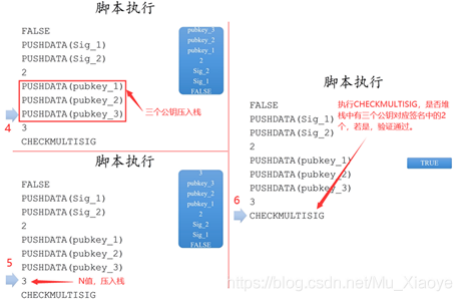 脚本执行
FALSE
PUSHDATA(Sig_1)
PUSHDATA(Sig_2)
2
PUSHDATA(pubkey_1)
PUSHDATA(pubkey_2)
PUSHDATA(pubkey_3)
3
CHECKMULTISIG
4
三个公钥压入栈
pubkey_3
pubkey_2
pubkey_1
2
Sig_2
Sig_1
FALSE
脚本执行
FALSE
PUSHDATA(Sig_1)
PUSHDATA(Sig_2)
2
PUSHDATA(pubkey_1)
PUSHDATA(pubkey_2)
PUSHDATA(pubkey_3)
3
CHECKMULTISIG
5
N值，压入栈
3
pubkey_3
pubkey_2
pubkey_1
2
Sig_2
Sig_1
FALSE
脚本执行
执行CHECKMULTISIG，是否堆
栈中有三个公钥对应签名中的2
个，若是，验证通过。
FALSE
PUSHDATA(Sig_1)
PUSHDATA(Sig_2)
2
PUSHDATA(pubkey_1)
PUSHDATA(pubkey_2)
PUSHDATA(pubkey_3)
3
CHECKMULTISIG
6
TRUE
https://blog.csdn.net/Mu_Xiaoye